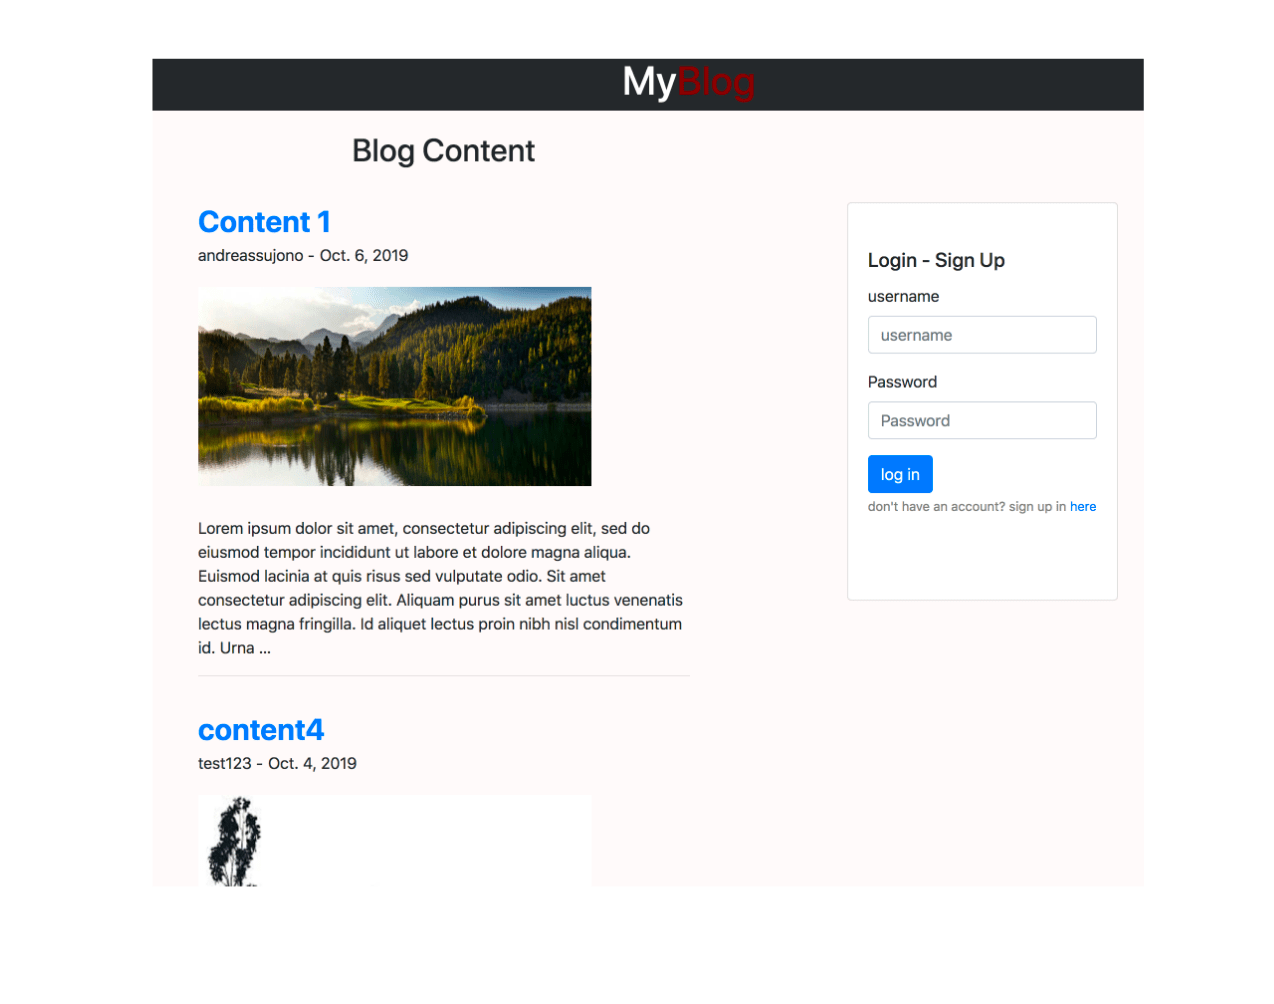 MyBlog
Blog Content
Content 1
andreassujono - Oct. 6, 2019
Lorem ipsum dolor sit amet, consectetur adipiscing elit, sed do
eiusmod tempor incididunt ut labore et dolore magna aliqua.
Euismod lacinia at quis risus sed vulputate odio. Sit amet
consectetur adipiscing elit. Aliquam purus sit amet luctus venenatis
lectus magna fringilla. Id aliquet lectus proin nibh nisl condimentum
id. Urna ...
content4
test123 - Oct. 4, 2019
Login - Sign Up
username
username
Password
Password
log in
don't have an account? sign up in here